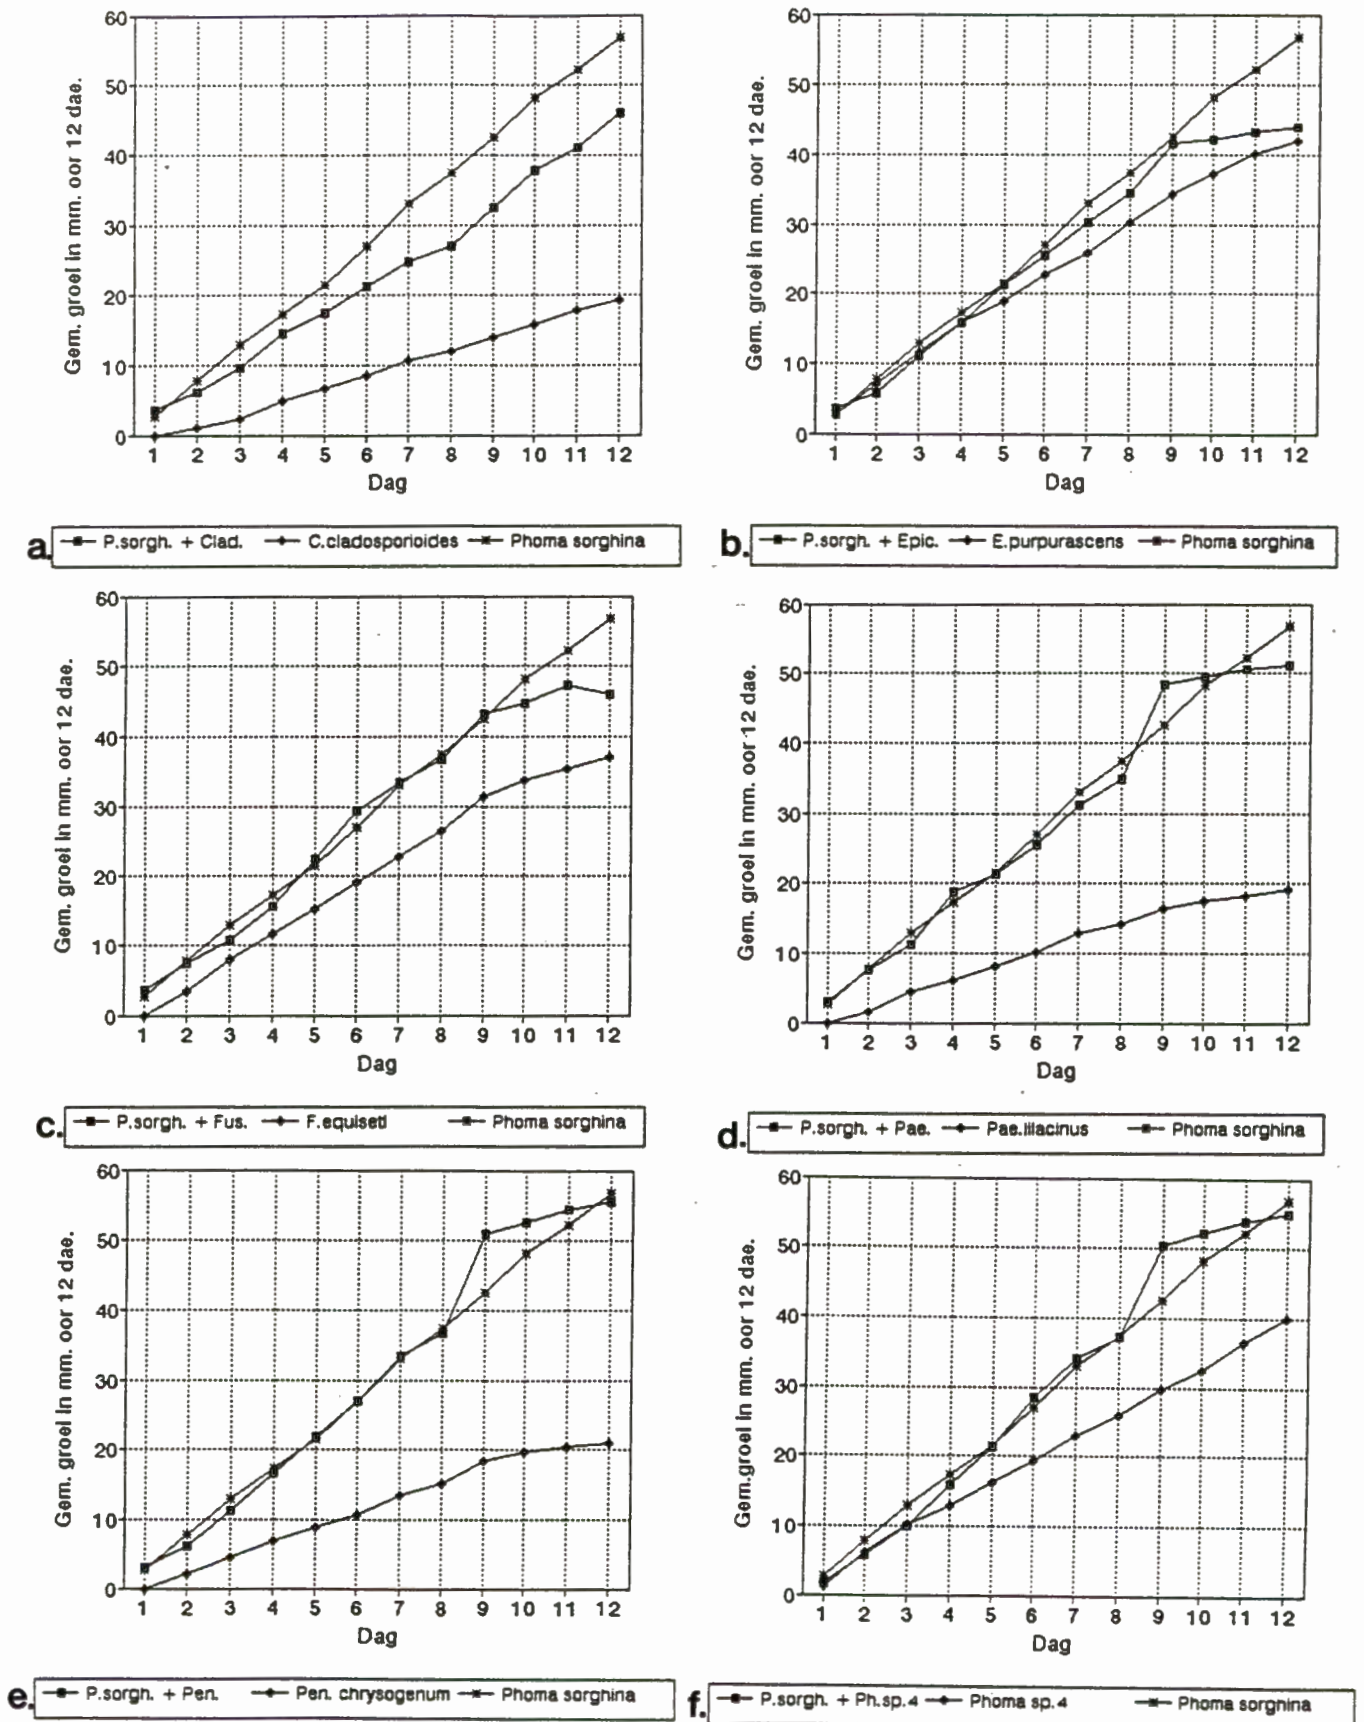 60
50
40
30
20
10
0
Gem. groei in mm. oor 12 dae.
1 2 3 4 5 6 7 8 9 10 11 12
Dag
a. P.sorgh. + Clad. C.cladosporioides Phoma sorghina
60
50
40
30
20
10
0
Gem. groei in mm. oor 12 dae.
1 2 3 4 5 6 7 8 9 10 11 12
Dag
b. P.sorgh. + Epic. E.purpurascens Phoma sorghina
60
50
40
30
20
10
0
Gem. groei in mm. oor 12 dae.
1 2 3 4 5 6 7 8 9 10 11 12
Dag
c. P.sorgh. + Fus. F.equiseti Phoma sorghina
60
50
40
30
20
10
0
Gem. groei in mm. oor 12 dae.
1 2 3 4 5 6 7 8 9 10 11 12
Dag
d. P.sorgh. + Pae. Pae.lilacinus Phoma sorghina
60
50
40
30
20
10
0
Gem. groei in mm. oor 12 dae.
1 2 3 4 5 6 7 8 9 10 11 12
Dag
e. P.sorgh. + Pen. Pen. chrysogenum Phoma sorghina
60
50
40
30
20
10
0
Gem.groei in mm. oor 12 dae.
1 2 3 4 5 6 7 8 9 10 11 12
Dag
f. P.sorgh. + Ph.sp.4 Phoma sp.4 Phoma sorghina